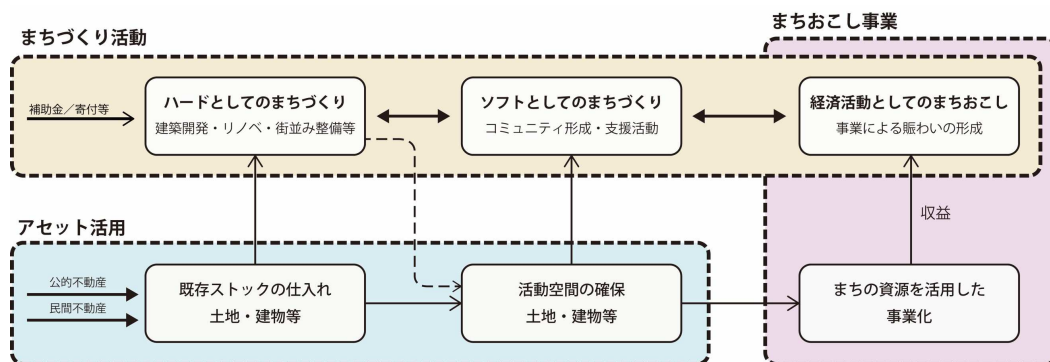 まちおこし事業
まちづくり活動
補助金／寄付等
ハードとしてのまちづくり
建築開発・リノベ・街並み整備等
ソフトとしてのまちづくり
コミュニティ形成・支援活動
経済活動としてのまちおこし
事業による賑わいの形成
収益
アセット活用
公的不動産
民間不動産
既存ストックの仕入れ
土地・建物等
活動空間の確保
土地・建物等
まちの資源を活用した
事業化